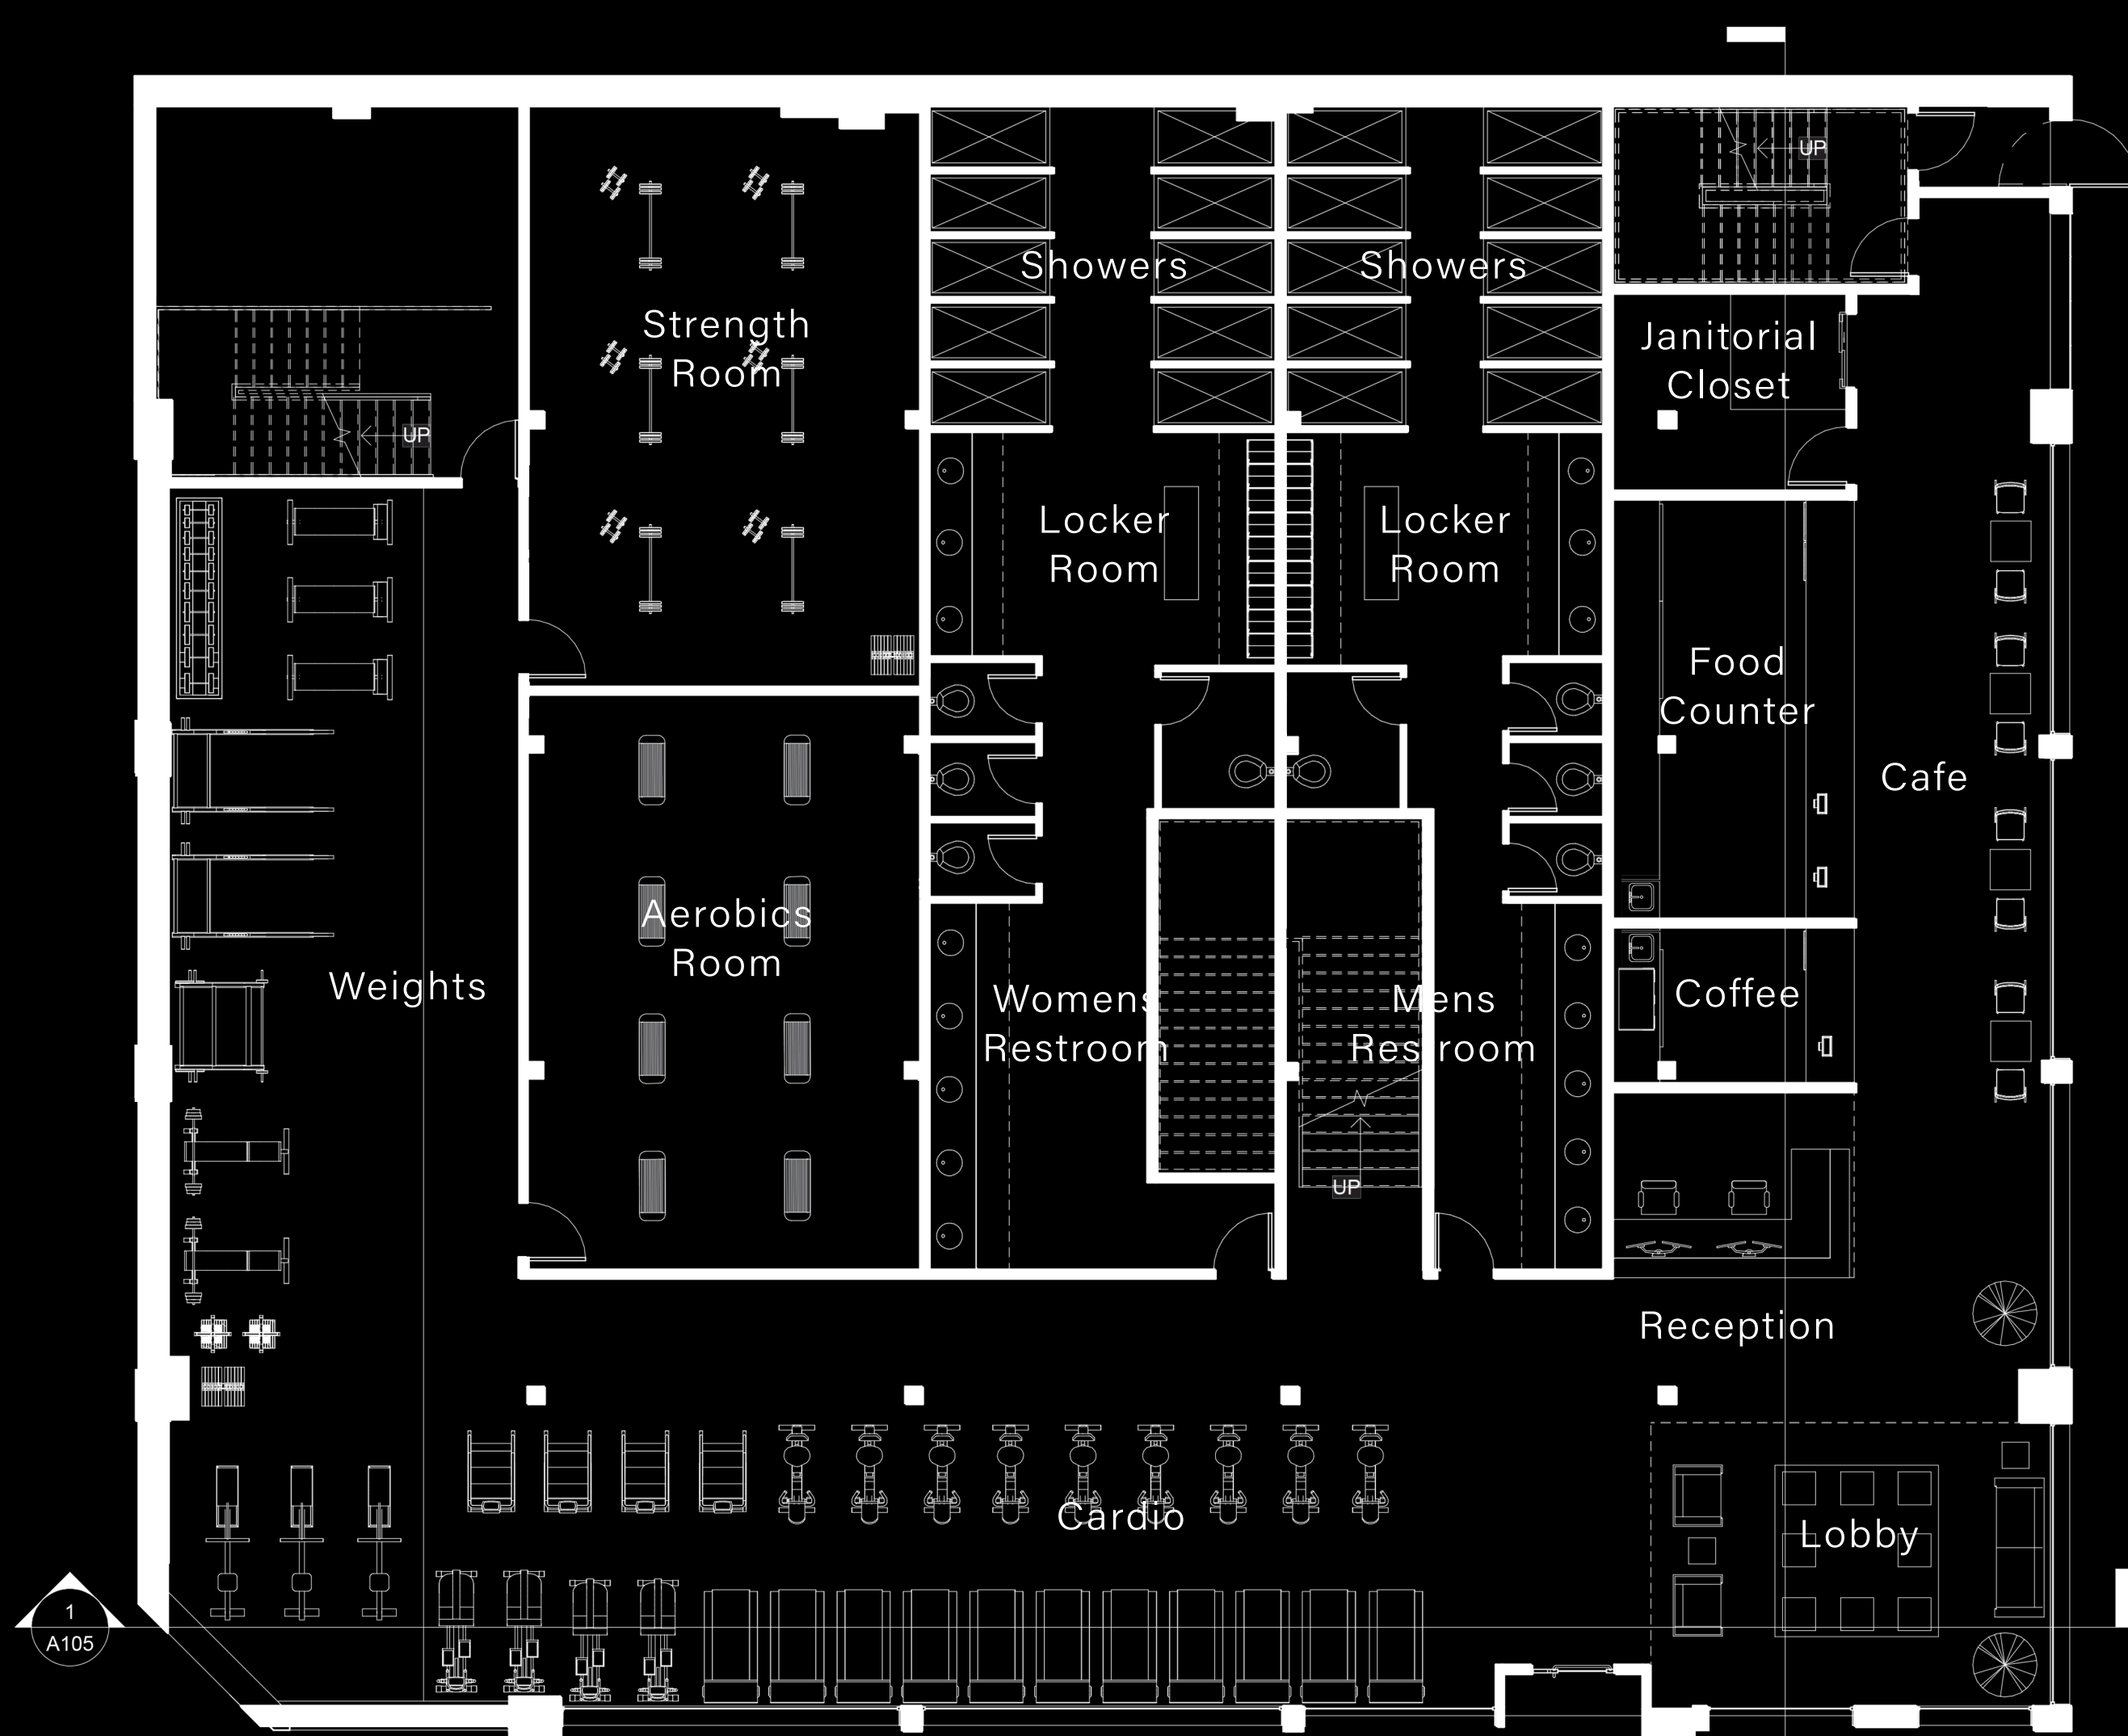 UP
Showers
Showers
Strength
Room
Janitorial
Closet
UP
Locker
Room
Locker
Room
Food
Counter
Cafe
Aerobics
Room
Weights
Womens
Restroom
Mens
Restroom
Coffee
UP
Reception
Cardio
Lobby
1
A105